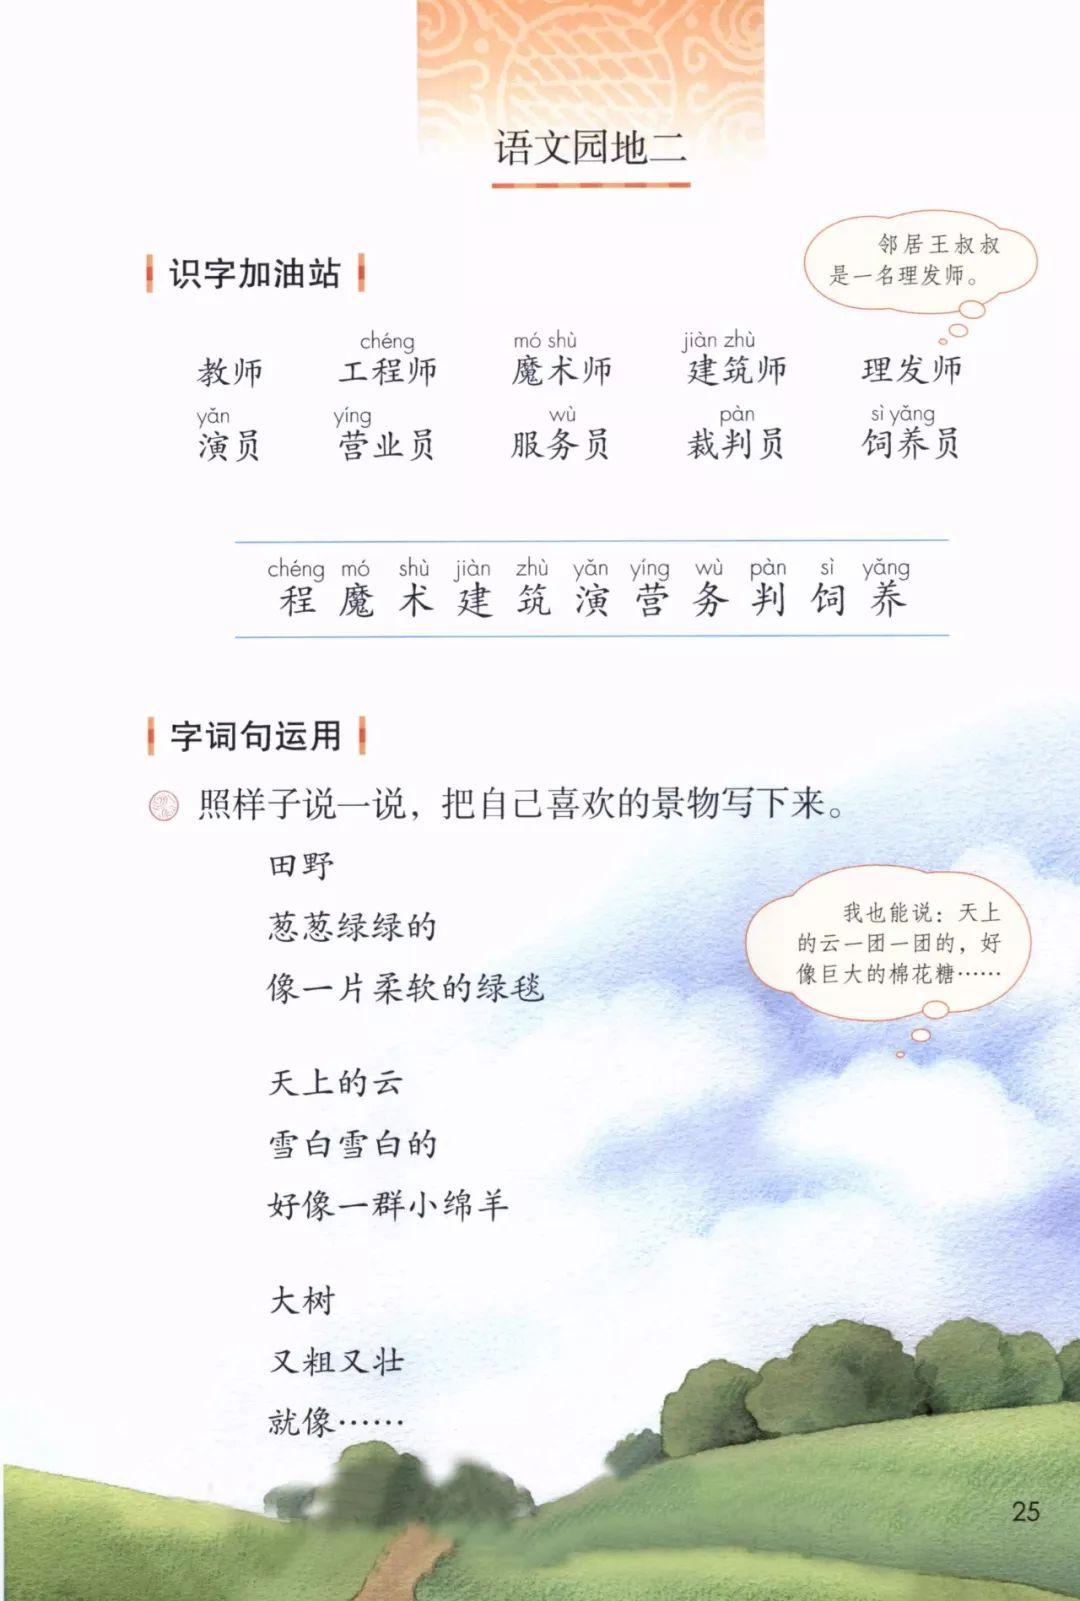 语文园地二
识字加油站
邻居王叔叔
是一名理发师。
chéng mó shù jiàn zhù
教师 工程师 魔术师 建筑师 理发师
yǎn yíng wù pàn sì yǎng
演员 营业员 服务员 裁判员 饲养员
chéng mó shù jiàn zhù yǎn yíng wù pàn sì yǎng
程 魔 术 建 筑 演 营 务 判 饲 养
字词句运用
照样子说一说，把自己喜欢的景物写下来。
田野
葱葱绿绿的
像一片柔软的绿毯
我也能说：天上
的云一团一团的，好
像巨大的棉花糖……
天上的云
雪白雪白的
好像一群小绵羊
大树
又粗又壮
就像……
25